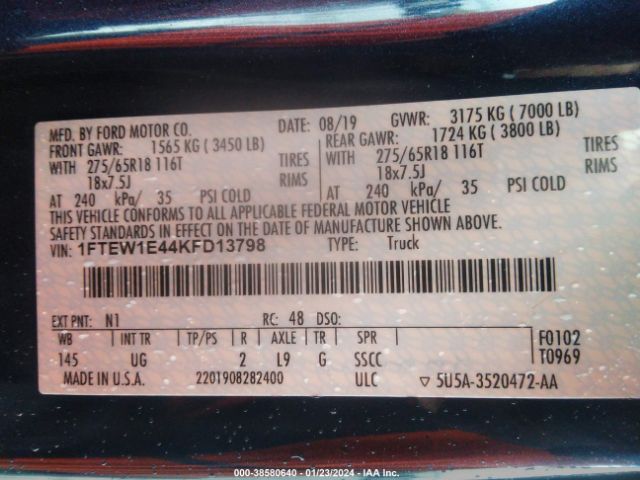 MFD. BY FORD MOTOR CO. DATE: 08/19 GVWR: 3175 KG ( 7000 LB)
FRONT GAWR: 1565 KG ( 3450 LB) REAR GAWR: 1724 KG ( 3800 LB)
WITH 275/65R18 116T TIRES WITH 275/65R18 116T TIRES
18x7.5J RIMS 18x7.5J RIMS
AT 240 kPa/ 35 PSI COLD AT 240 kPa/ 35 PSI COLD
THIS VEHICLE CONFORMS TO ALL APPLICABLE FEDERAL MOTOR VEHICLE
SAFETY STANDARDS IN EFFECT ON THE DATE OF MANUFACTURE SHOWN ABOVE.
VIN: 1FTEW1E44KFD13798 TYPE: Truck
EXT PNT: N1 RC: 48 DSO:
WB INT TR TP/PS R AXLE TR SPR F0102
145 UG 2 L9 G SSCC T0969
MADE IN U.S.A. 2201908282400 ULC ▽ 5U5A-3520472-AA
000-38580640 - 01/23/2024 - IAA Inc.